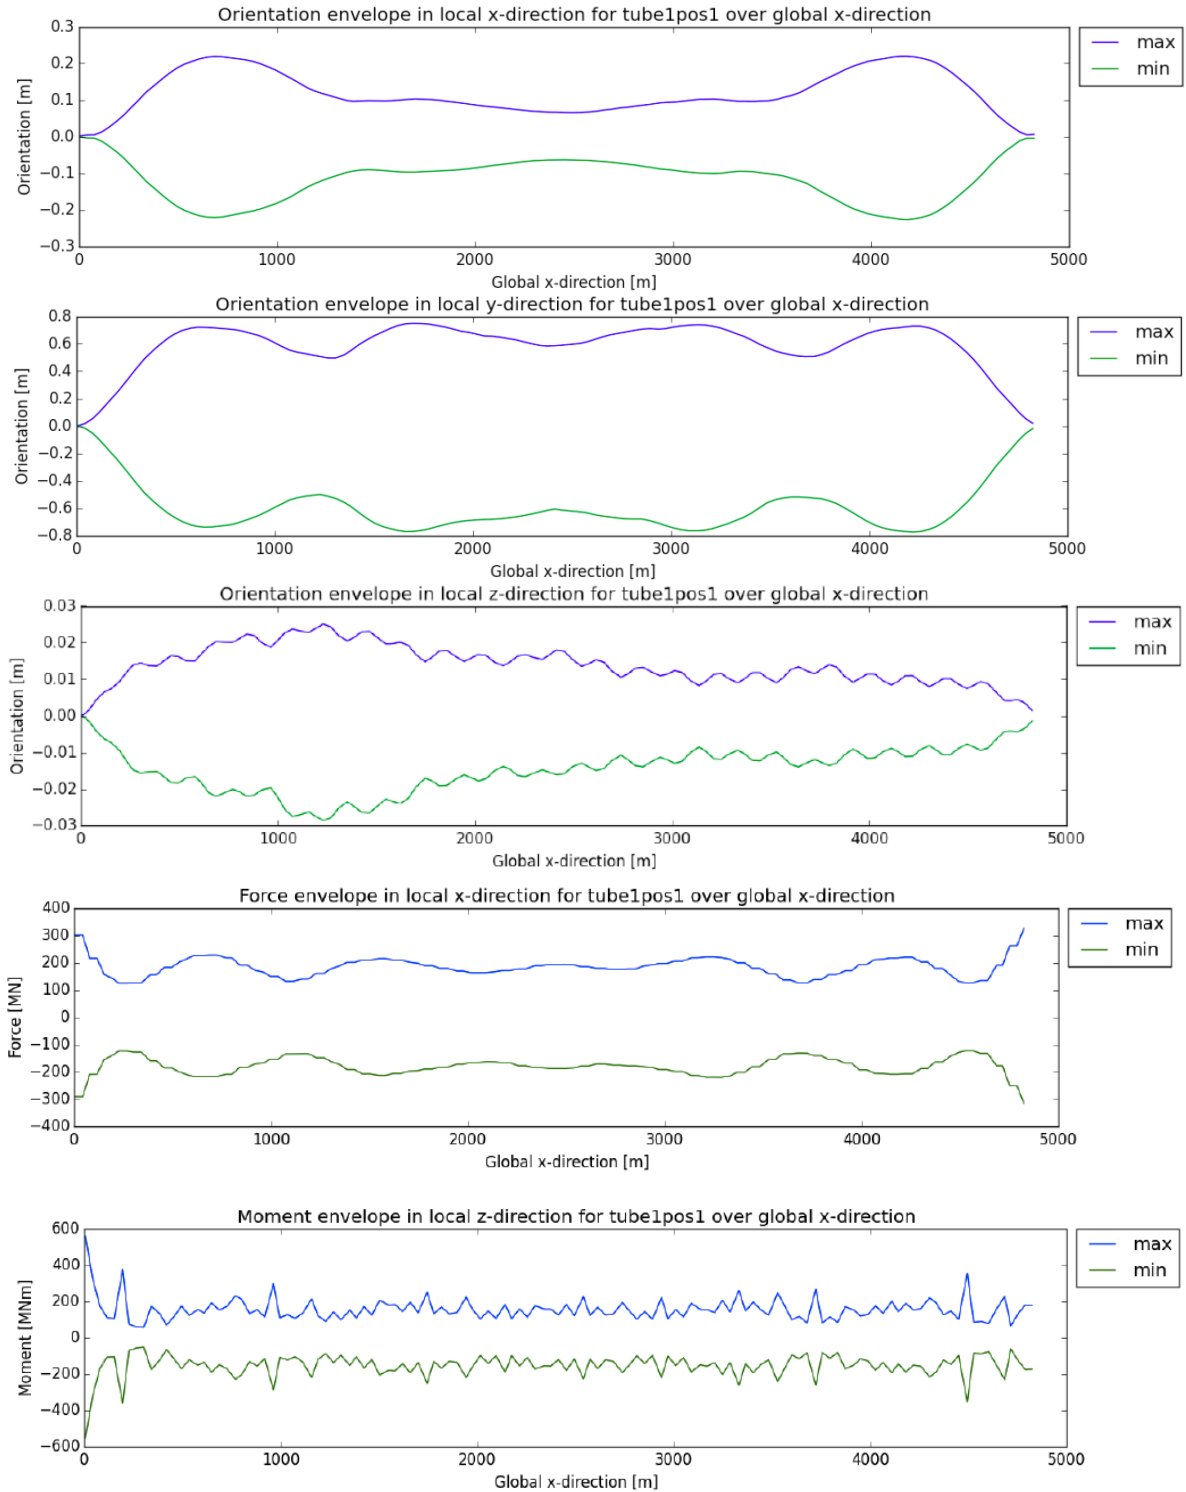 Orientation envelope in local x-direction for tube1pos1 over global x-direction
0.3
0.2
0.1
0.0
−0.1
−0.2
−0.3
Orientation [m]
0 1000 2000 3000 4000 5000
Global x-direction [m]
max
min
Orientation envelope in local y-direction for tube1pos1 over global x-direction
0.8
0.6
0.4
0.2
0.0
−0.2
−0.4
−0.6
−0.8
Orientation [m]
0 1000 2000 3000 4000 5000
Global x-direction [m]
max
min
Orientation envelope in local z-direction for tube1pos1 over global x-direction
0.03
0.02
0.01
0.00
−0.01
−0.02
−0.03
Orientation [m]
0 1000 2000 3000 4000 5000
Global x-direction [m]
max
min
Force envelope in local x-direction for tube1pos1 over global x-direction
400
300
200
100
0
−100
−200
−300
−400
Force [MN]
0 1000 2000 3000 4000 5000
Global x-direction [m]
max
min
Moment envelope in local z-direction for tube1pos1 over global x-direction
600
400
200
0
−200
−400
−600
Moment [MNm]
0 1000 2000 3000 4000 5000
Global x-direction [m]
max
min